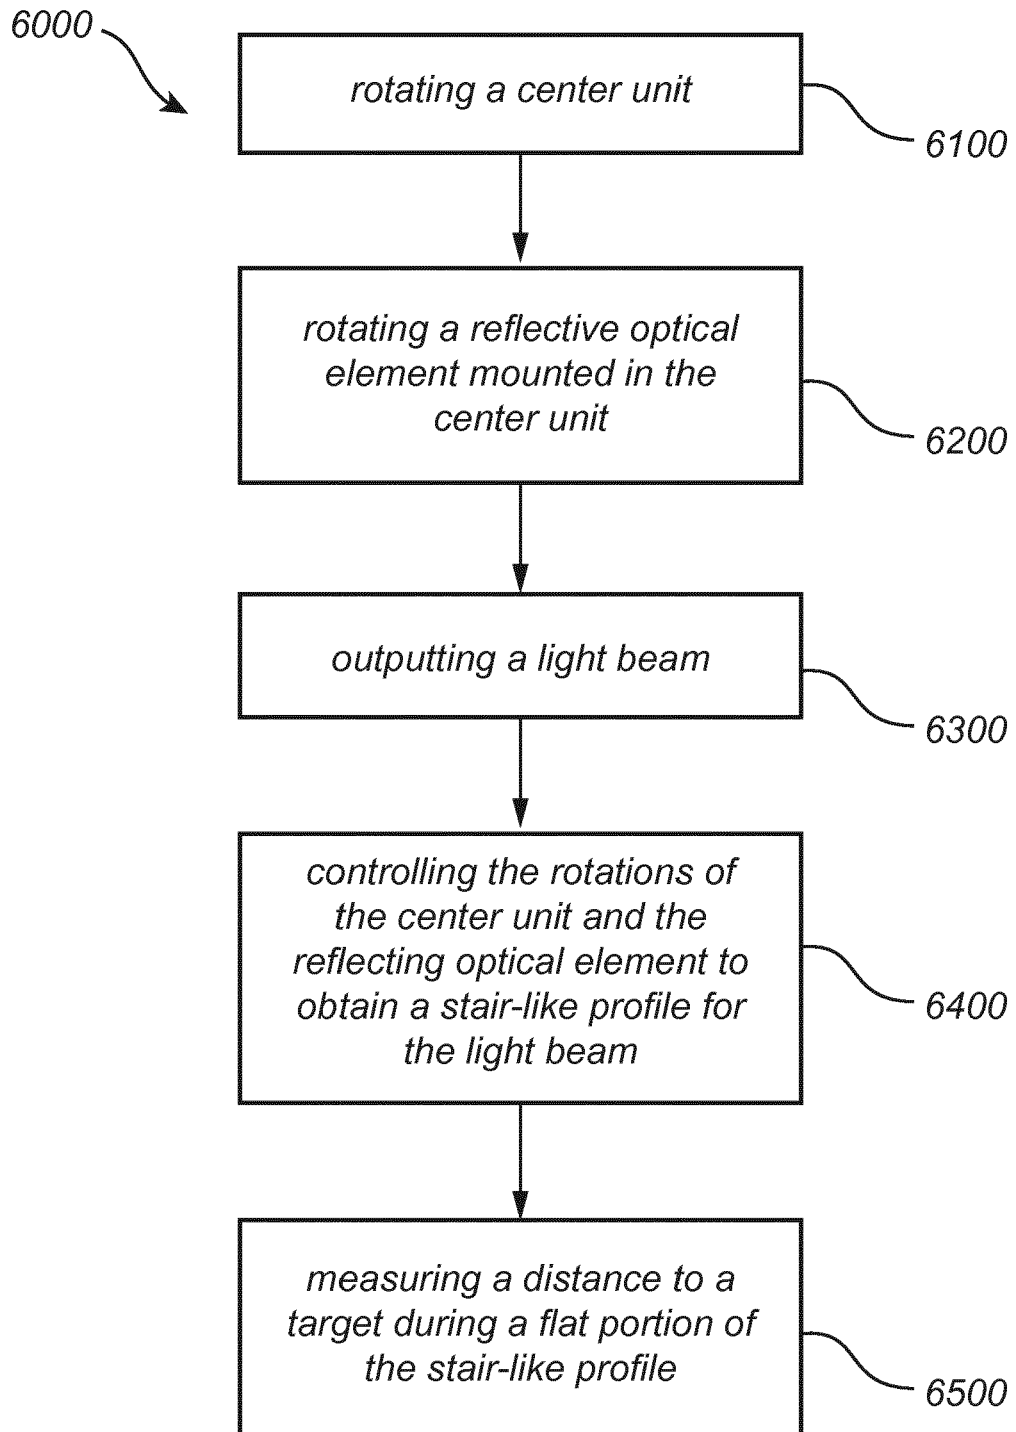 6000
rotating a center unit
6100
rotating a reflective optical
element mounted in the
center unit
6200
outputting a light beam
6300
controlling the rotations of
the center unit and the
reflecting optical element to
obtain a stair-like profile for
the light beam
6400
measuring a distance to a
target during a flat portion of
the stair-like profile
6500